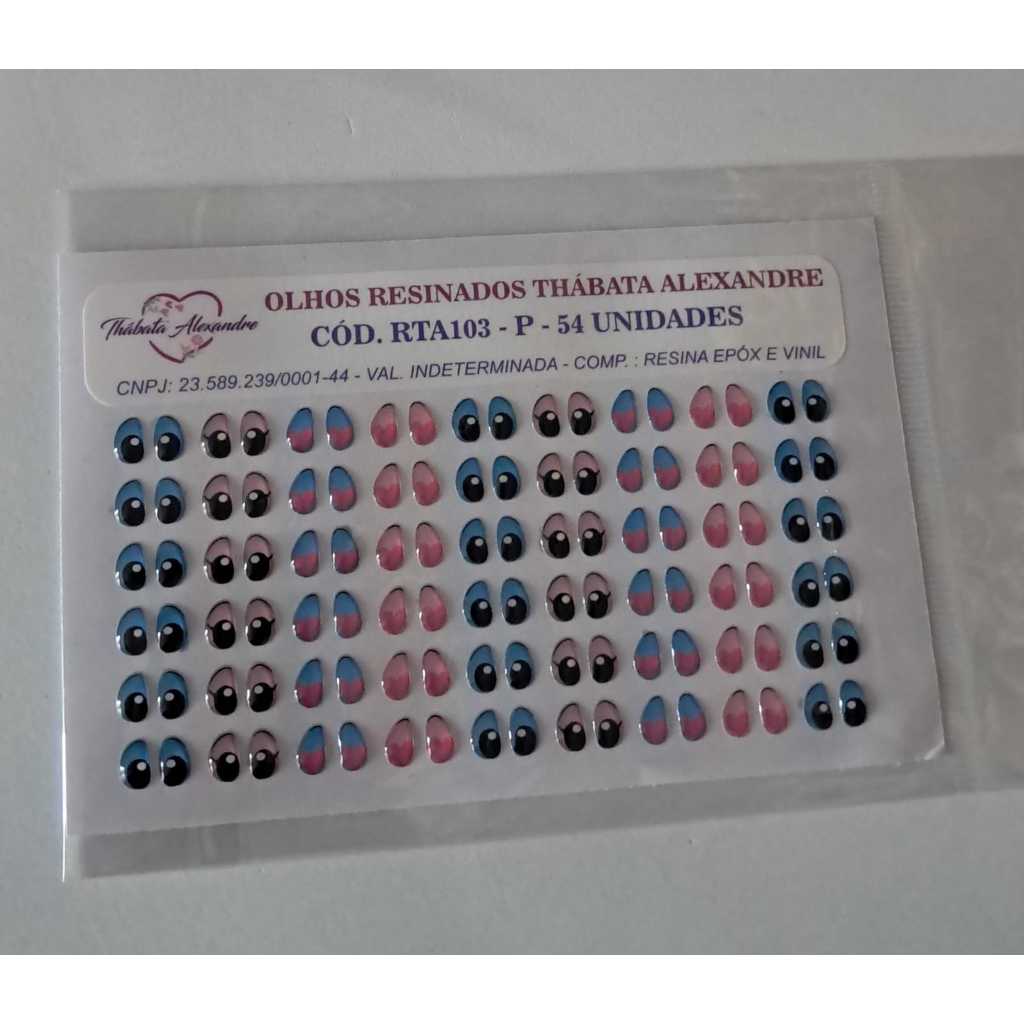 Thábata Alexandre
OLHOS RESINADOS THÁBATA ALEXANDRE
CÓD. RTA103 - P - 54 UNIDADES
CNPJ: 23.589.239/0001-44 - VAL. INDETERMINADA - COMP. : RESINA EPÓX E VINIL